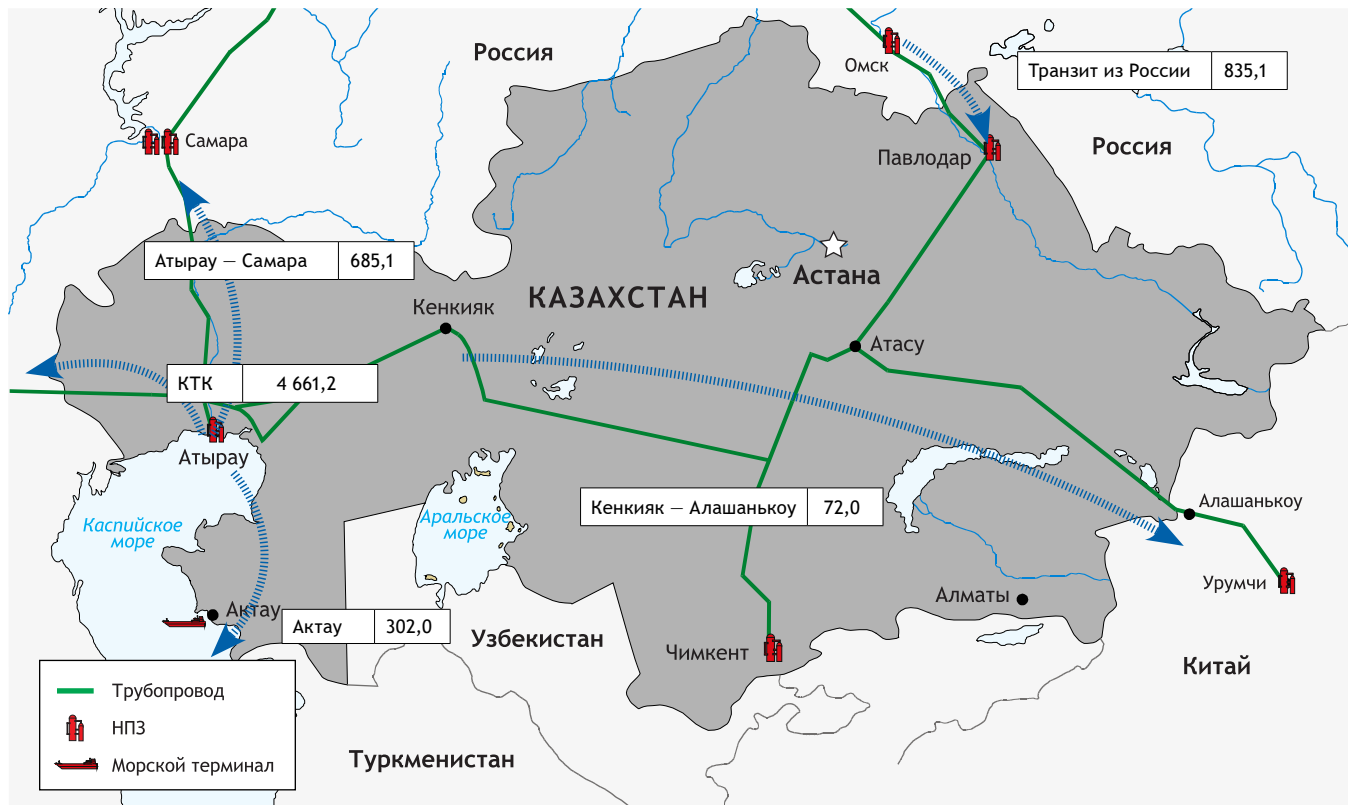 Россия
Омск
Транзит из России 835,1
Самара
Россия
Павлодар
Атырау — Самара 685,1
Астана
КАЗАХСТАН
Кенкияк
Атасу
КТК 4 661,2
Атырау
Каспийское
море
Аральское
море
Кенкияк — Алашанькоу 72,0
Алашанькоу
Урумчи
Алматы
Актау
Актау 302,0
Узбекистан
Чимкент
Китай
Трубопровод
НПЗ
Морской терминал
Туркменистан